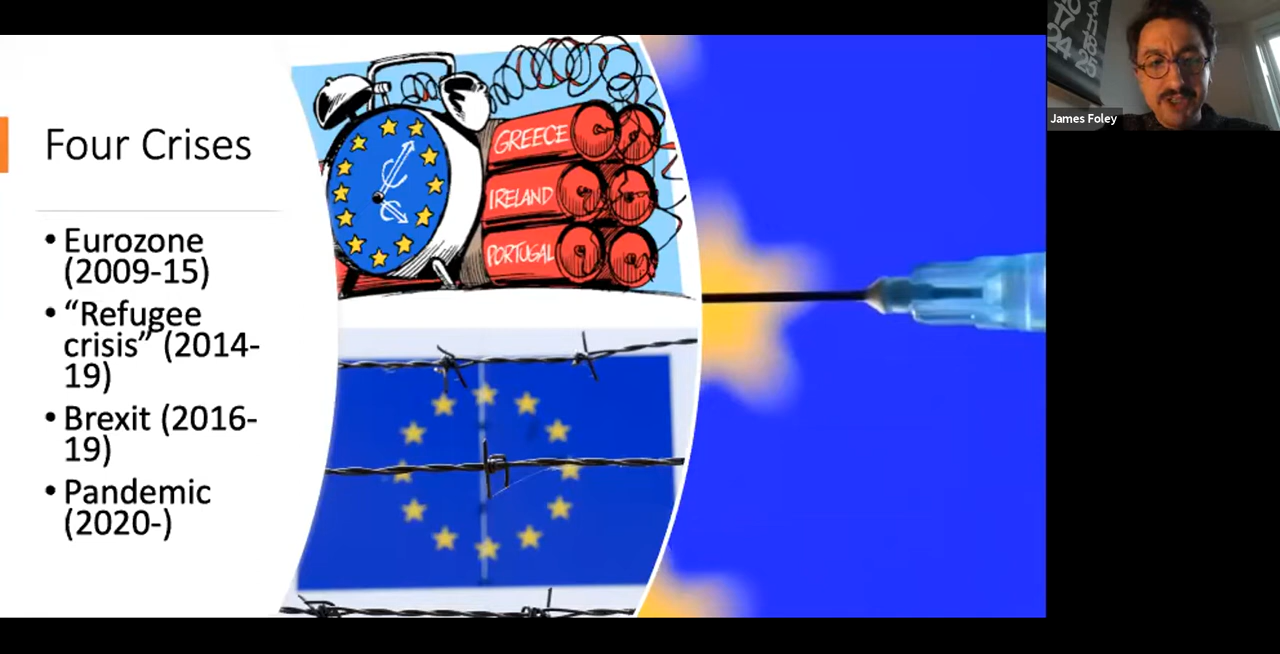 Four Crises
• Eurozone
(2009-15)
• “Refugee
crisis” (2014-
19)
• Brexit (2016-
19)
• Pandemic
(2020-)
GREECE
IRELAND
PORTUGAL
James Foley